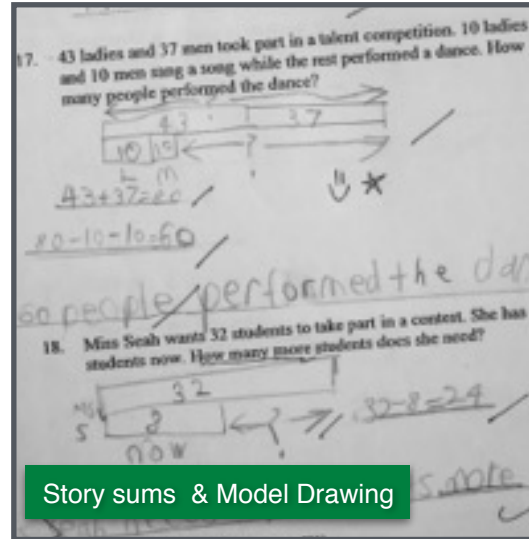 17. 43 ladies and 37 men took part in a talent competition. 10 ladies
and 10 men sang a song while the rest performed a dance. How
many people performed the dance?
43 37
10 10 ?
L M
43+37=80
80-10-10=60
60 people performed the dan
18. Miss Seah wants 32 students to take part in a contest. She has
students now. How many more students does she need?
32
S 8 ? 32-8=24
now
Story sums & Model Drawing
more